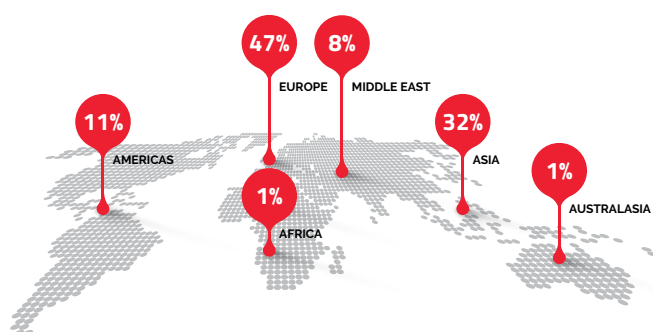 47%
EUROPE
8%
MIDDLE EAST
11%
AMERICAS
32%
ASIA
1%
AFRICA
1%
AUSTRALASIA